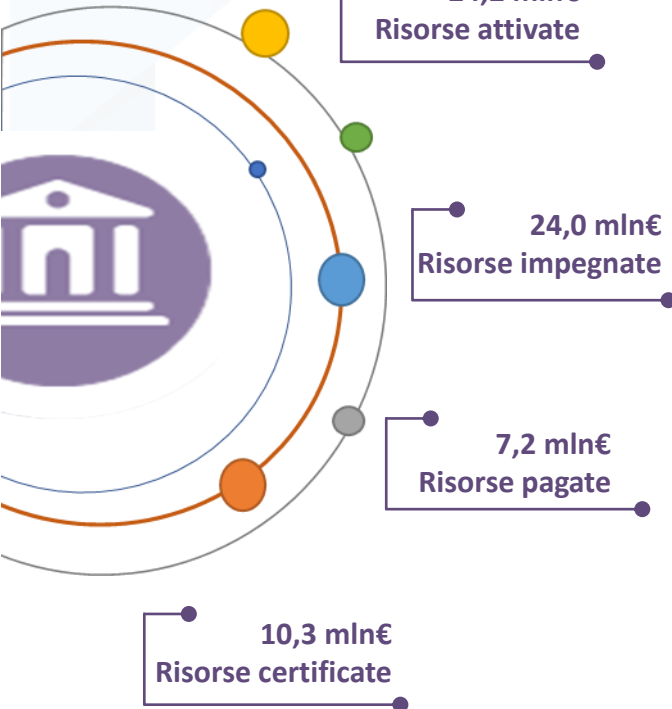 Risorse attivate
24,0 mln€
Risorse impegnate
7,2 mln€
Risorse pagate
10,3 mln€
Risorse certificate